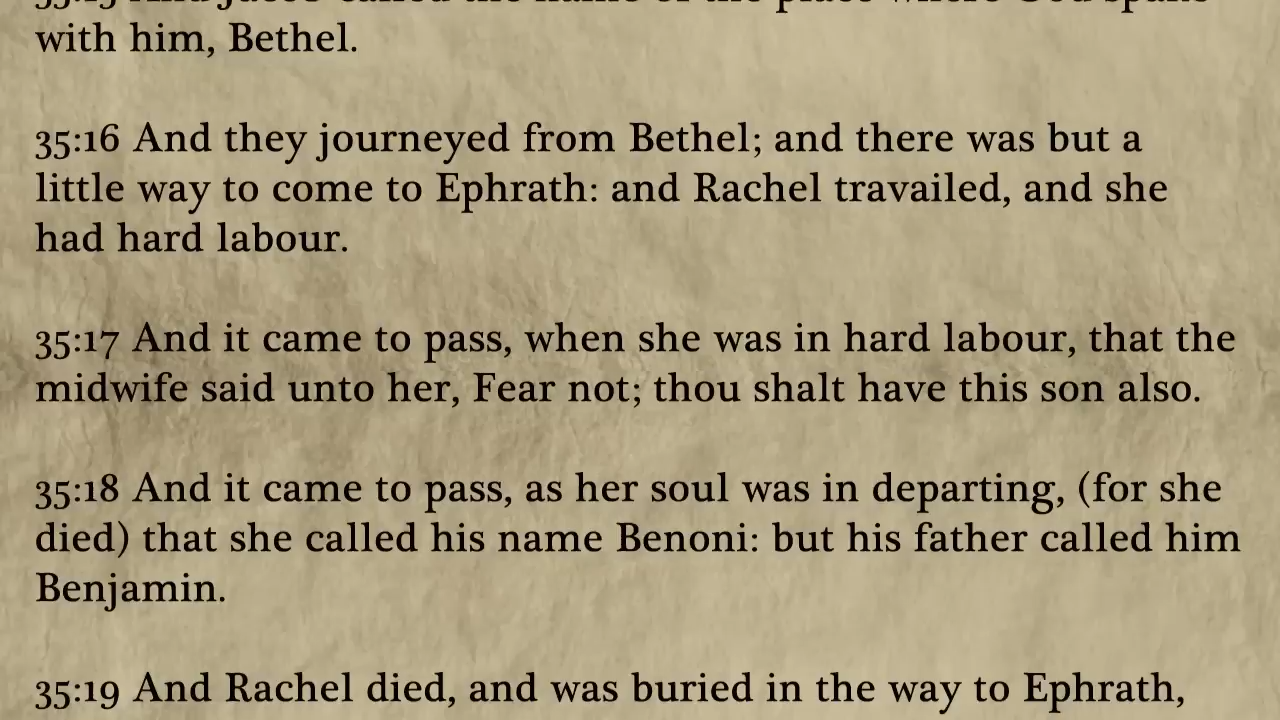 with him, Bethel.
35:16 And they journeyed from Bethel; and there was but a
little way to come to Ephrath: and Rachel travailed, and she
had hard labour.
35:17 And it came to pass, when she was in hard labour, that the
midwife said unto her, Fear not; thou shalt have this son also.
35:18 And it came to pass, as her soul was in departing, (for she
died) that she called his name Benoni: but his father called him
Benjamin.
35:19 And Rachel died, and was buried in the way to Ephrath,